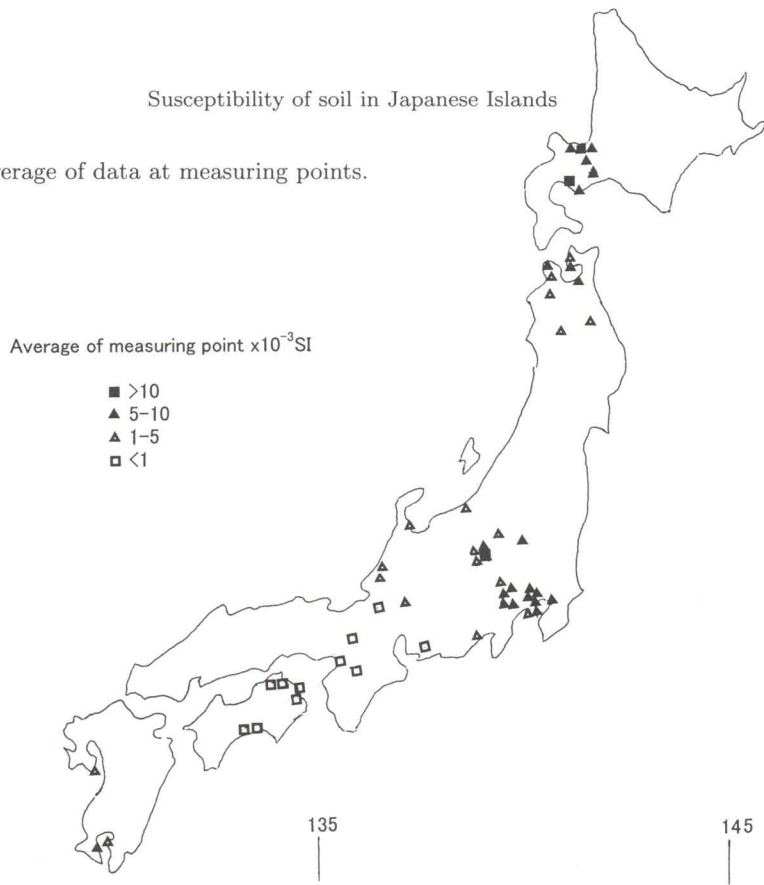 Susceptibility of soil in Japanese Islands
erage of data at measuring points.
Average of measuring point x10⁻³SI
■ >10
▲ 5-10
△ 1-5
□ <1
135
145